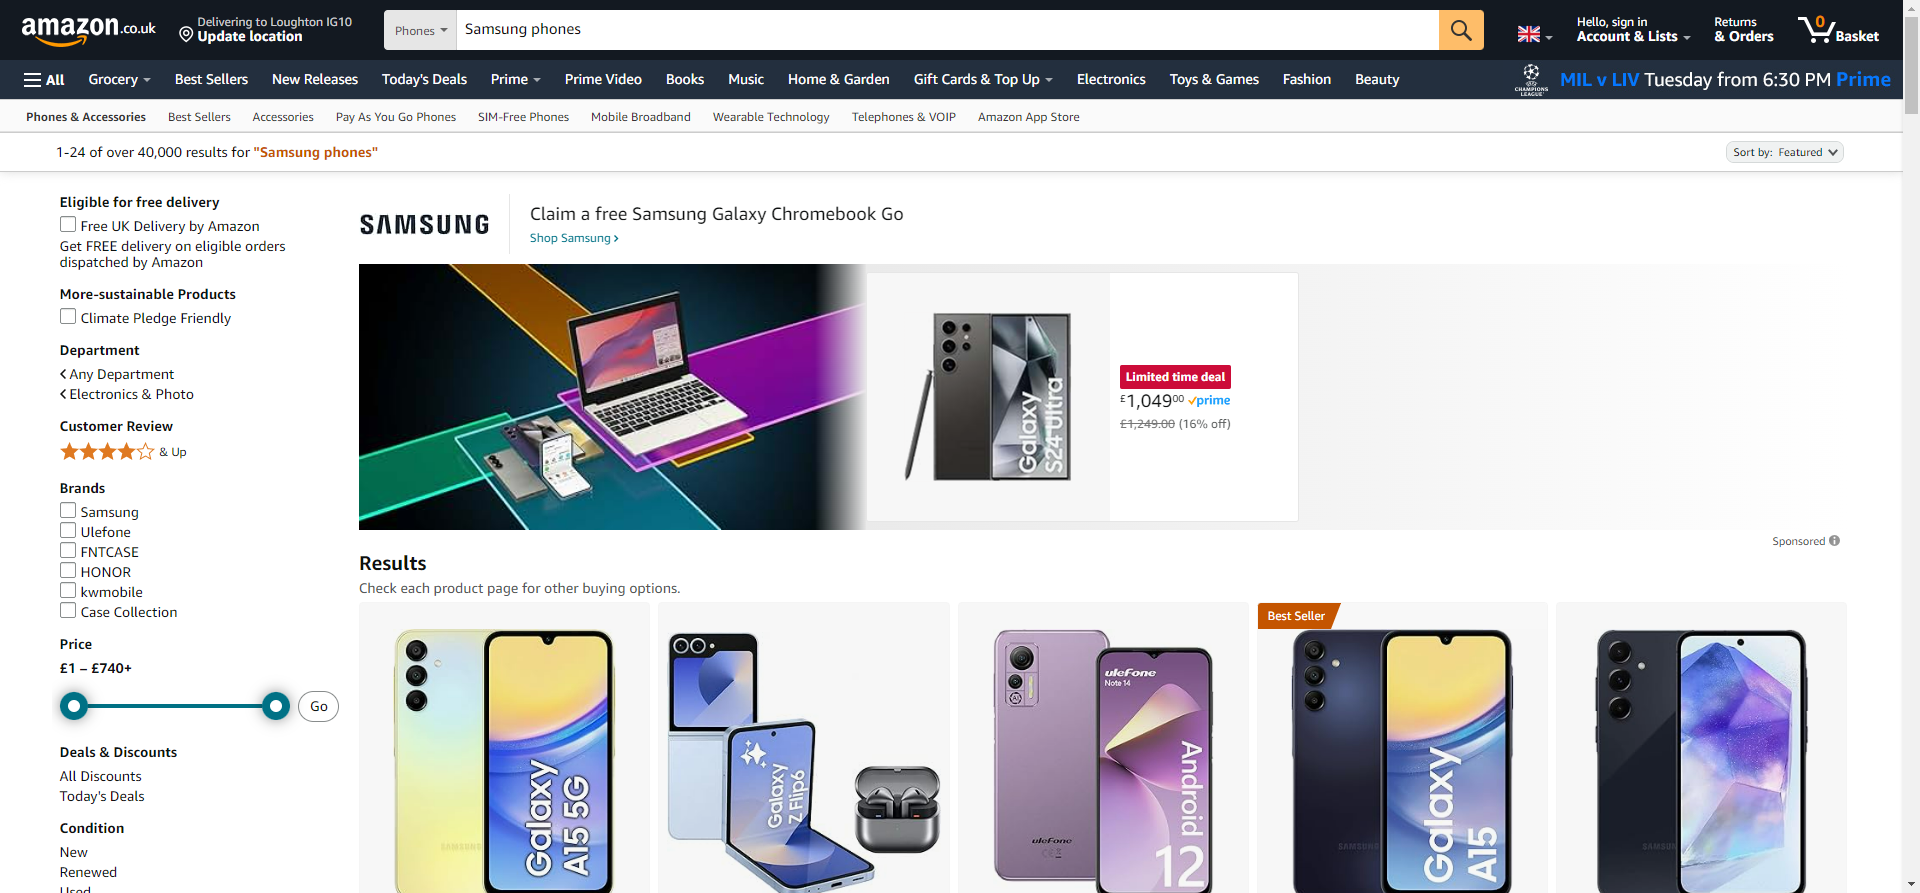 amazon.co.uk
Delivering to Loughton IG10
Update location
Phones
Samsung phones
Hello, sign in
Account & Lists
Returns
& Orders
0
Basket
All
Grocery
Best Sellers
New Releases
Today's Deals
Prime
Prime Video
Books
Music
Home & Garden
Gift Cards & Top Up
Electronics
Toys & Games
Fashion
Beauty
CHAMPIONS
LEAGUE
MIL v LIV Tuesday from 6:30 PM Prime
Phones & Accessories
Best Sellers
Accessories
Pay As You Go Phones
SIM-Free Phones
Mobile Broadband
Wearable Technology
Telephones & VOIP
Amazon App Store
1-24 of over 40,000 results for "Samsung phones"
Sort by: Featured
Eligible for free delivery
Free UK Delivery by Amazon
Get FREE delivery on eligible orders
dispatched by Amazon
More-sustainable Products
Climate Pledge Friendly
Department
Any Department
Electronics & Photo
Customer Review
& Up
Brands
Samsung
Ulefone
FNTCASE
HONOR
kwmobile
Case Collection
Price
£1 – £740+
Go
Deals & Discounts
All Discounts
Today's Deals
Condition
New
Renewed
Used
SAMSUNG
Claim a free Samsung Galaxy Chromebook Go
Shop Samsung
Galaxy
S24 Ultra
Limited time deal
£1,04900 prime
£1,249.00 (16% off)
Sponsored
Results
Check each product page for other buying options.
SAMSUNG
Galaxy
A15 5G
Galaxy
Z Flip6
uleFone
uleFone
Note 14
Android
12
Best Seller
SAMSUNG
Galaxy
A15
SAMSUNG